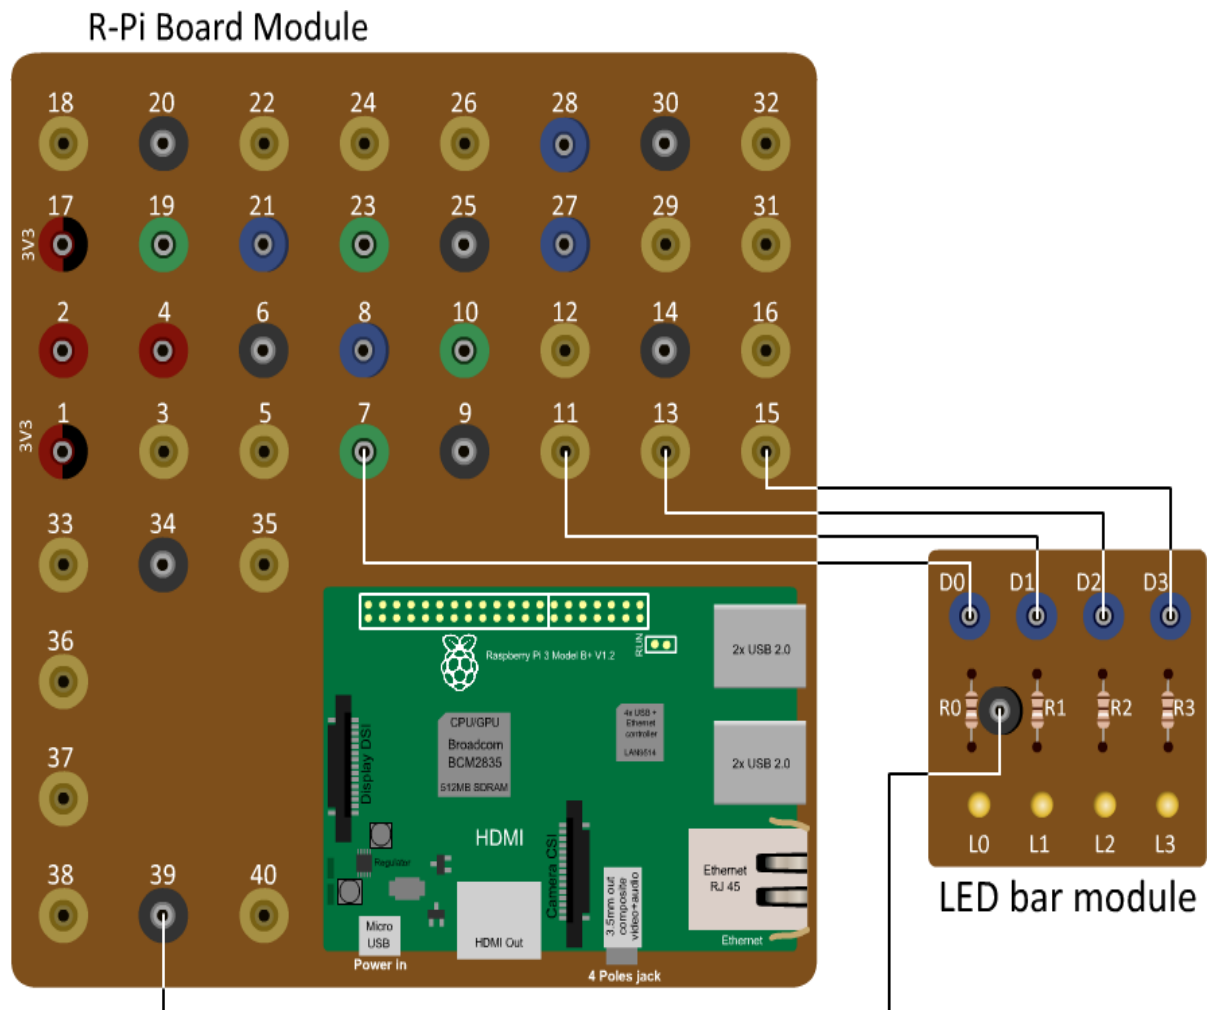 R-Pi Board Module
18 20 22 24 26 28 30 32
3V3
17 19 21 23 25 27 29 31
2 4 6 8 10 12 14 16
3V3
1 3 5 7 9 11 13 15
33 34 35
36
37
38 39 40
Raspberry Pi 3 Model B+ V1.2
RUN
2x USB 2.0
Display DSI
CPU/GPU
Broadcom
BCM2835
512MB SDRAM
4x USB +
Ethernet
controller
LAN9514
2x USB 2.0
HDMI
Camera CSI
Regulator
Ethernet
RJ 45
Micro
USB
Power in
HDMI Out
3.5mm out
composite
video+audio
4 Poles jack
Ethernet
D0 D1 D2 D3
R0 R1 R2 R3
L0 L1 L2 L3
LED bar module